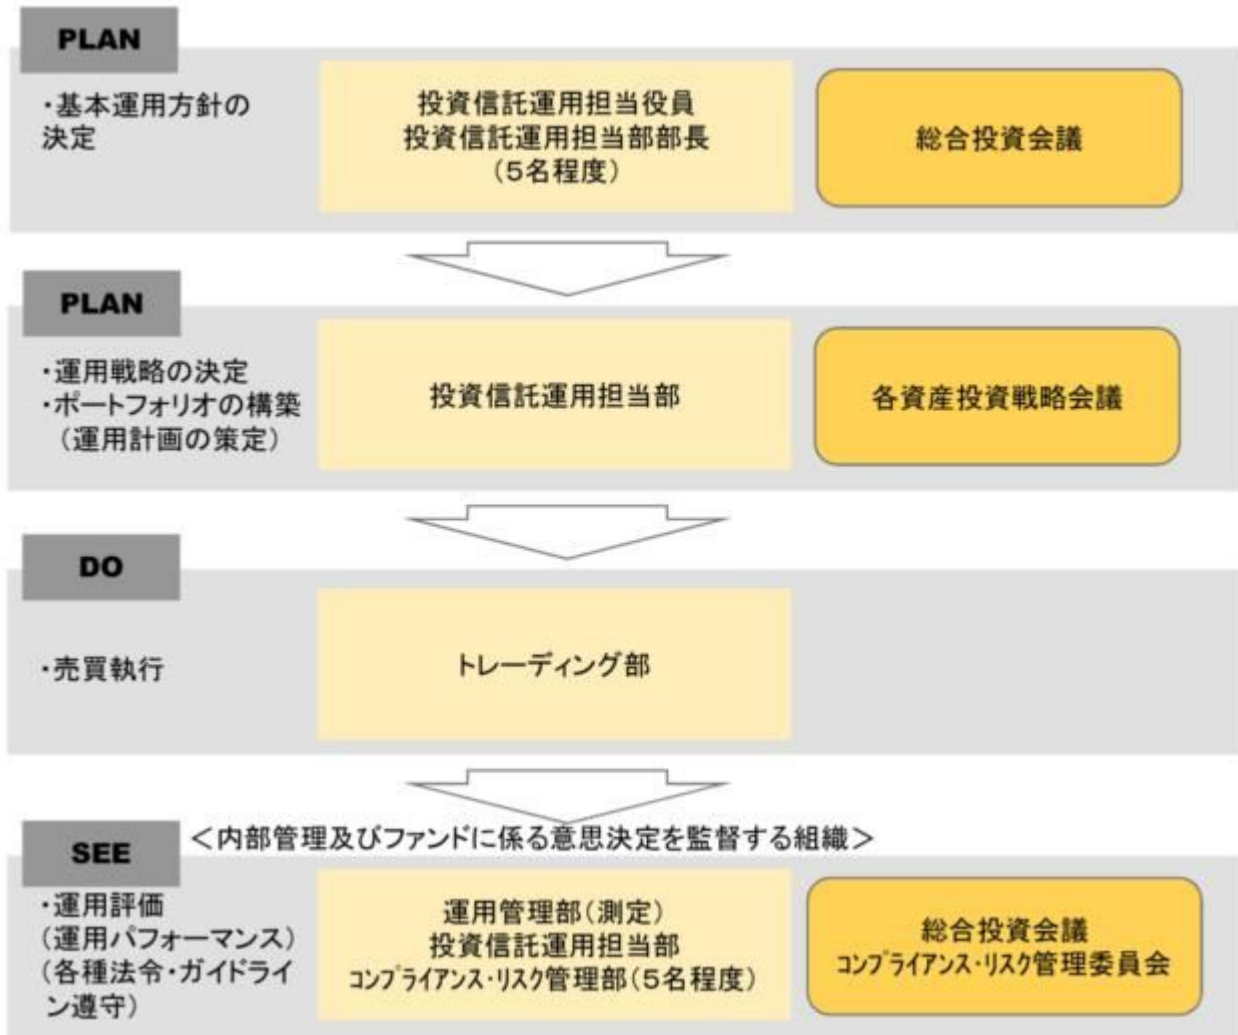 PLAN
・基本運用方針の
決定
投資信託運用担当役員
投資信託運用担当部部長
(5名程度)
総合投資会議
PLAN
・運用戦略の決定
・ポートフォリオの構築
(運用計画の策定)
投資信託運用担当部
各資産投資戦略会議
DO
・売買執行
トレーディング部
SEE
＜内部管理及びファンドに係る意思決定を監督する組織＞
・運用評価
(運用パフォーマンス)
(各種法令・ガイドライ
ン遵守)
運用管理部(測定)
投資信託運用担当部
ｺﾝﾌﾟﾗｲｱﾝｽ･ﾘｽｸ管理部(5名程度)
総合投資会議
ｺﾝﾌﾟﾗｲｱﾝｽ･ﾘｽｸ管理委員会